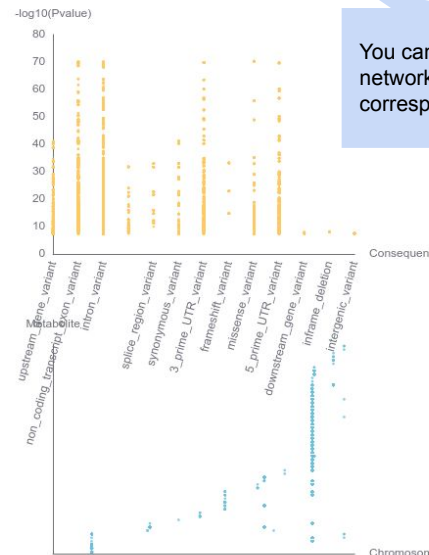 -log10(Pvalue)
80
70
60
50
40
30
20
10
0
You can
network
corresp
Consequen
upstream_gene_variant
non_coding_transcript_exon_variant
intron_variant
splice_region_variant
synonymous_variant
3_prime_UTR_variant
frameshift_variant
missense_variant
5_prime_UTR_variant
downstream_gene_variant
inframe_deletion
intergenic_variant
Metabolite
Chromoson